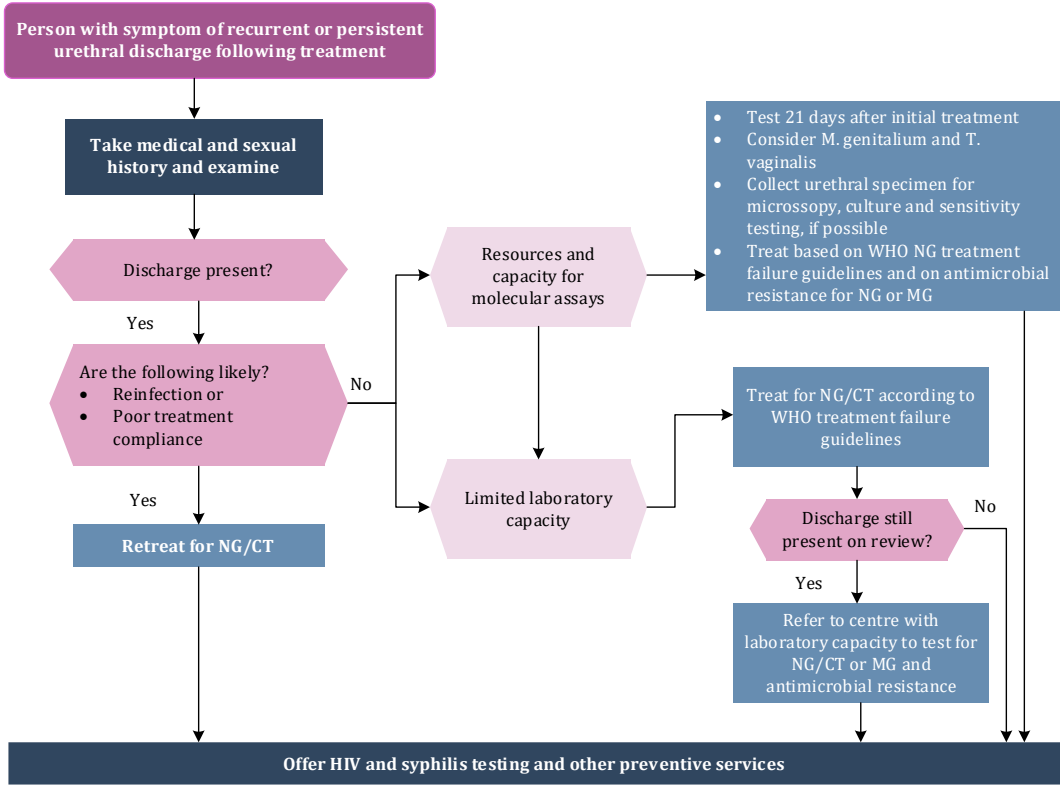 Person with symptom of recurrent or persistent
urethral discharge following treatment
Take medical and sexual
history and examine
Discharge present?
Yes
Are the following likely?
• Reinfection or
• Poor treatment
compliance
No
Yes
Retreat for NG/CT
Resources and
capacity for
molecular assays
Limited laboratory
capacity
• Test 21 days after initial treatment
• Consider M. genitalium and T.
vaginalis
• Collect urethral specimen for
microssopy, culture and sensitivity
testing, if possible
• Treat based on WHO NG treatment
failure guidelines and on antimicrobial
resistance for NG or MG
Treat for NG/CT according to
WHO treatment failure
guidelines
Discharge still
present on review?
No
Yes
Refer to centre with
laboratory capacity to test for
NG/CT or MG and
antimicrobial resistance
Offer HIV and syphilis testing and other preventive services